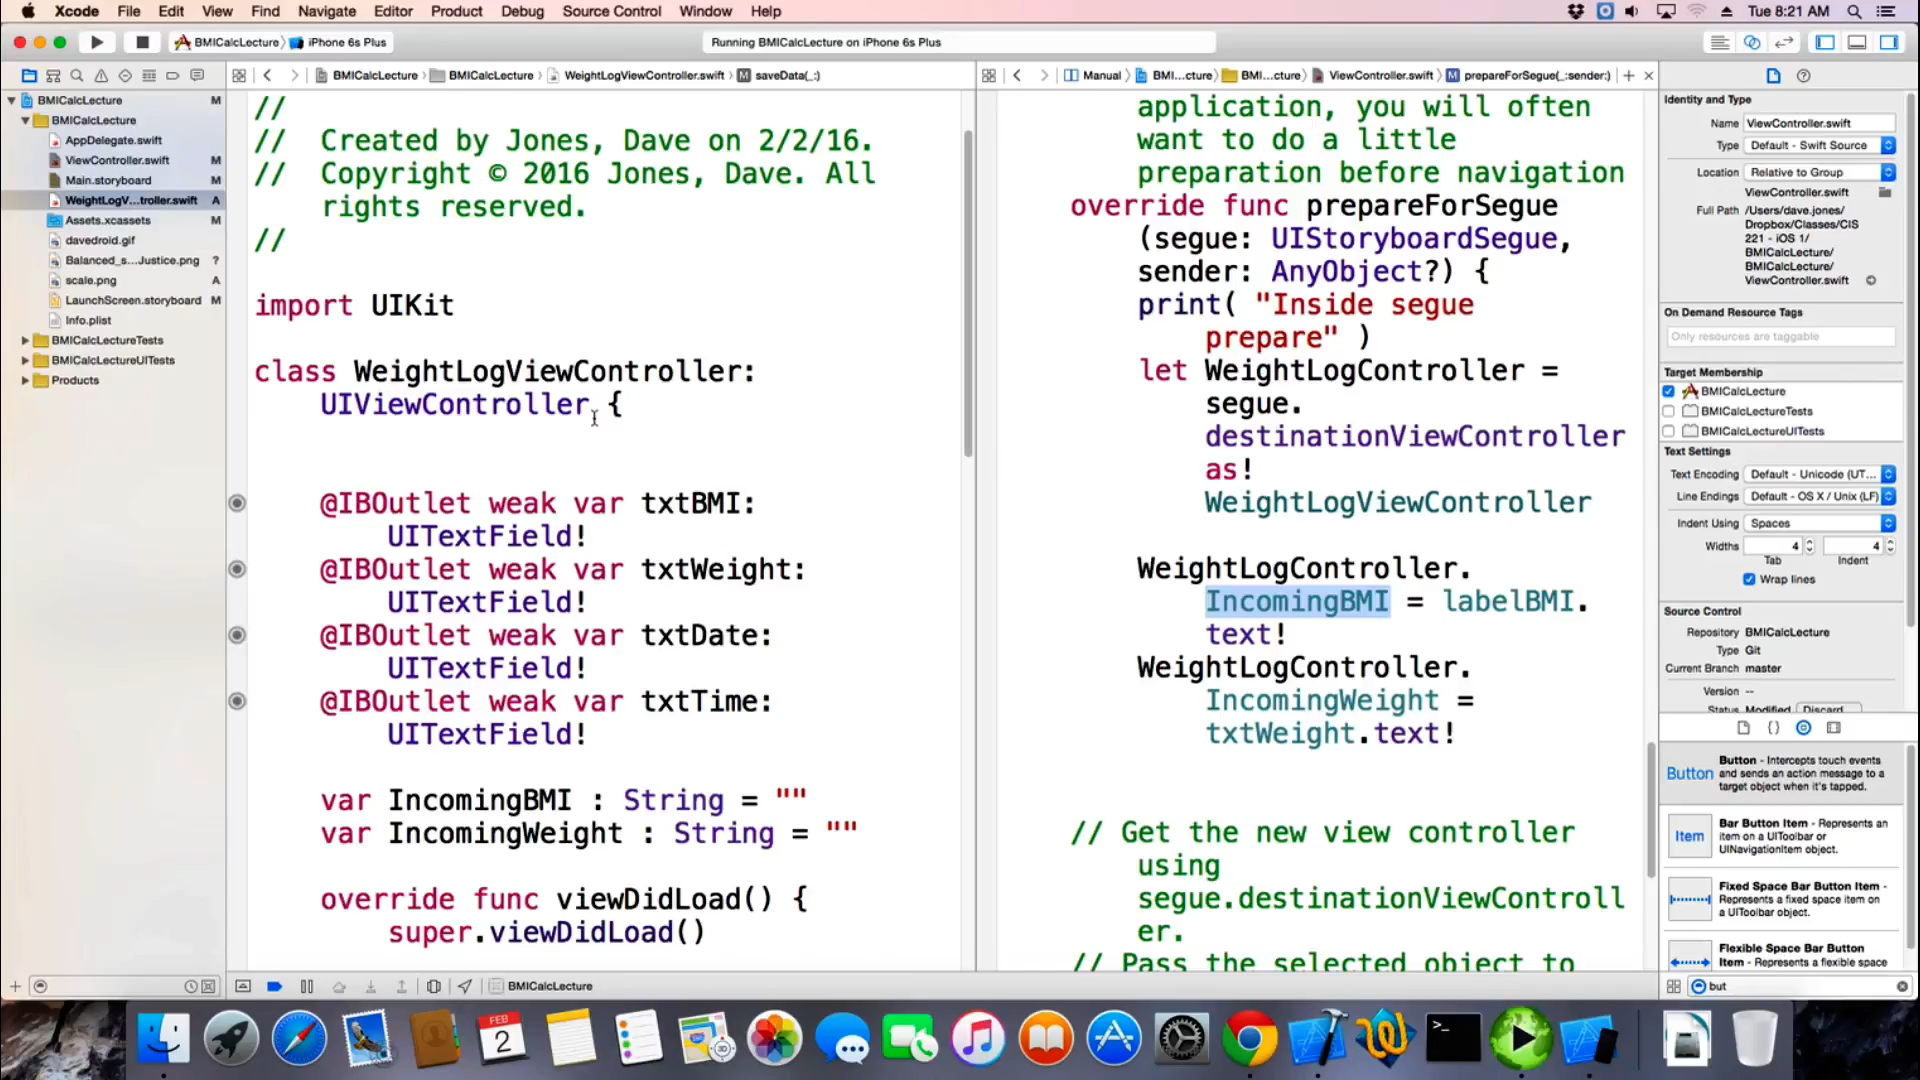 Xcode File Edit View Find Navigate Editor Product Debug Source Control Window Help Tue 8:21 AM
BMICalcLecture iPhone 6s Plus Running BMICalcLecture on iPhone 6s Plus
BMICalcLecture BMICalcLecture WeightLogViewController.swift saveData(_:)
Manual BMI...cture BMI...cture ViewController.swift prepareForSegue(_:sender:)
BMICalcLecture M
BMICalcLecture
AppDelegate.swift
ViewController.swift M
Main.storyboard M
WeightLogV...troller.swift A
Assets.xcassets M
davedroid.gif
Balanced_s...Justice.png ?
scale.png A
LaunchScreen.storyboard M
Info.plist
BMICalcLectureTests
BMICalcLectureUITests
Products
//
// Created by Jones, Dave on 2/2/16.
// Copyright © 2016 Jones, Dave. All
rights reserved.
//
import UIKit
class WeightLogViewController:
UIViewController {
@IBOutlet weak var txtBMI:
UITextField!
@IBOutlet weak var txtWeight:
UITextField!
@IBOutlet weak var txtDate:
UITextField!
@IBOutlet weak var txtTime:
UITextField!
var IncomingBMI : String = ""
var IncomingWeight : String = ""
override func viewDidLoad() {
super.viewDidLoad()
application, you will often
want to do a little
preparation before navigation
override func prepareForSegue
(segue: UIStoryboardSegue,
sender: AnyObject?) {
print( "Inside segue
prepare" )
let WeightLogController =
segue.
destinationViewController
as!
WeightLogViewController
WeightLogController.
IncomingBMI = labelBMI.
text!
WeightLogController.
IncomingWeight =
txtWeight.text!
// Get the new view controller
using
segue.destinationViewControll
er.
// Pass the selected object to
Identity and Type
Name ViewController.swift
Type Default - Swift Source
Location Relative to Group
ViewController.swift
Full Path /Users/dave.jones/
Dropbox/Classes/CIS
221 - iOS 1/
BMICalcLecture/
BMICalcLecture/
ViewController.swift
On Demand Resource Tags
Only resources are taggable
Target Membership
BMICalcLecture
BMICalcLectureTests
BMICalcLectureUITests
Text Settings
Text Encoding Default - Unicode (UT...
Line Endings Default - OS X / Unix (LF)
Indent Using Spaces
Widths 4 4
Tab Indent
Wrap lines
Source Control
Repository BMICalcLecture
Type Git
Current Branch master
Version --
Status Modified Discard...
Button Button - Intercepts touch events
and sends an action message to a
target object when it's tapped.
Item Bar Button Item - Represents an
item on a UIToolbar or
UINavigationItem object.
Fixed Space Bar Button Item -
Represents a fixed space item on
a UIToolbar object.
Flexible Space Bar Button
Item - Represents a flexible space
BMICalcLecture
but
FEB
2